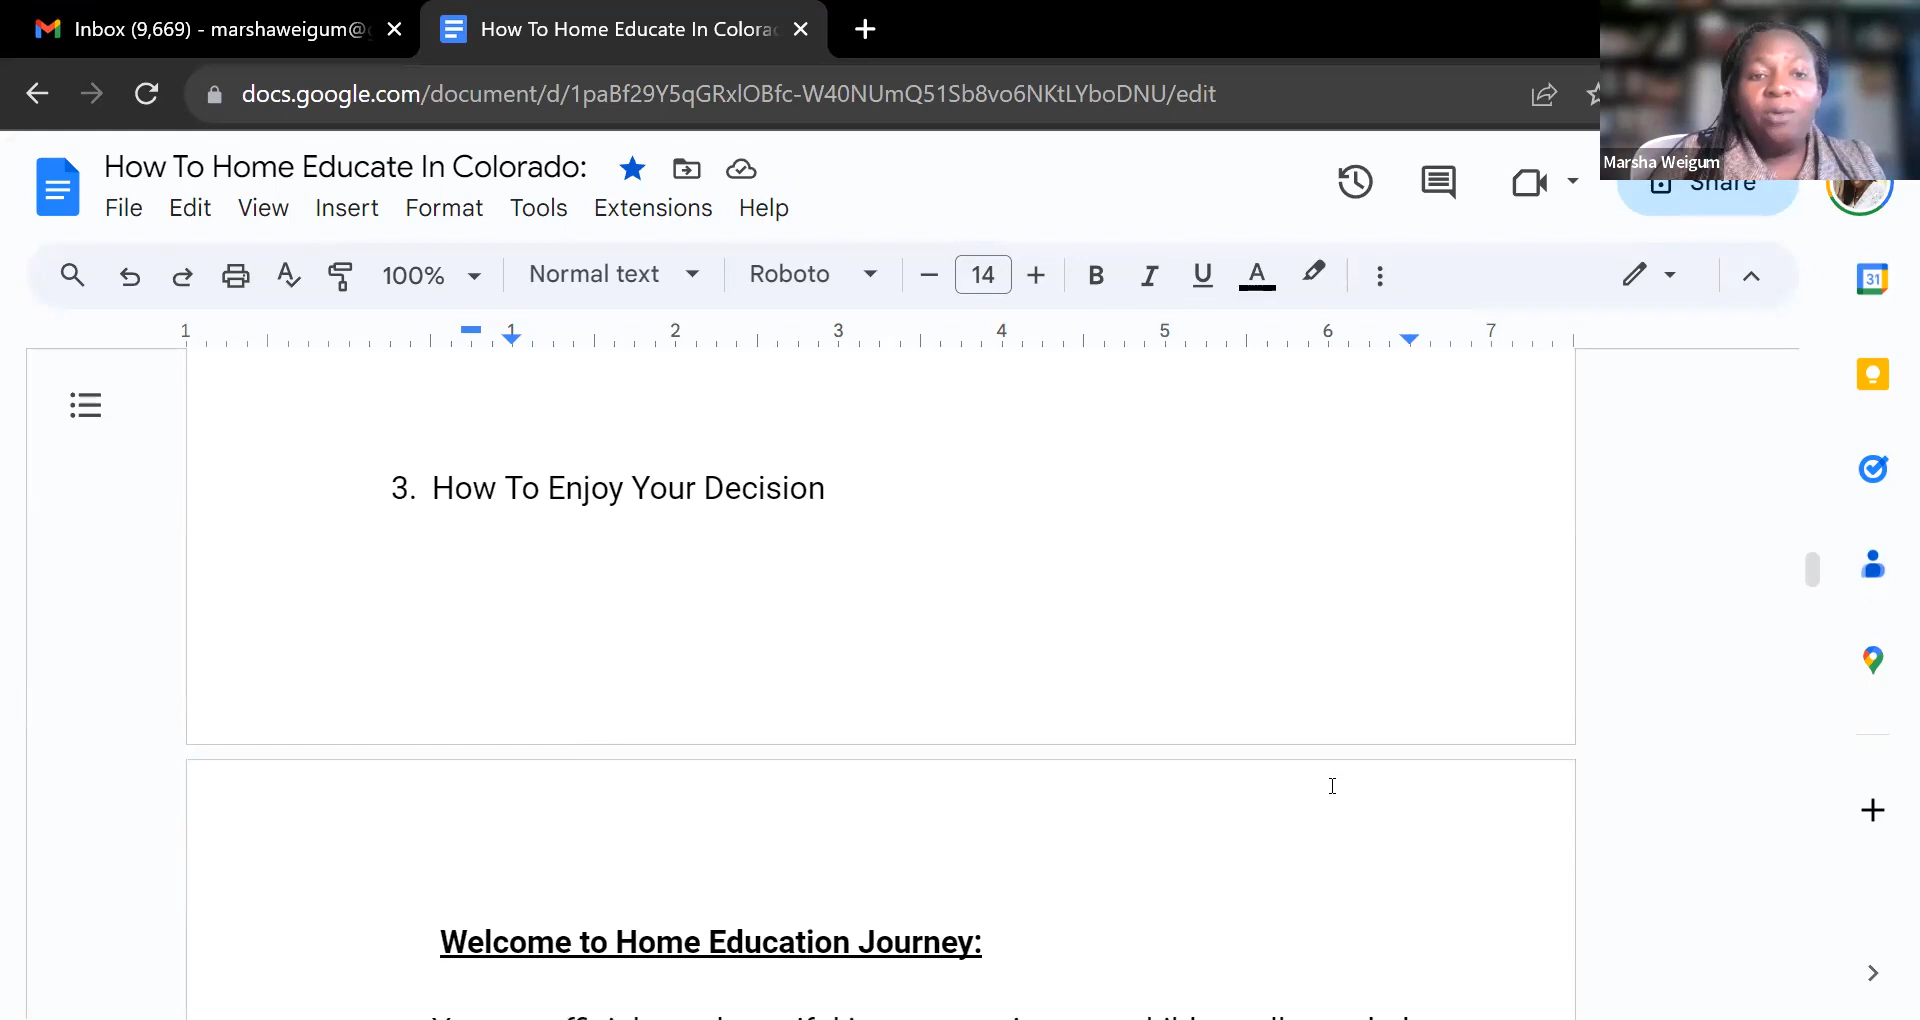 Inbox (9,669) - marshaweigum@
How To Home Educate In Colora
docs.google.com/document/d/1paBf29Y5qGRxlOBfc-W40NUmQ51Sb8vo6NKtLYboDNU/edit
Marsha Weigum
How To Home Educate In Colorado:
Share
File Edit View Insert Format Tools Extensions Help
100% Normal text Roboto 14 B I U A
31
1 1 2 3 4 5 6 7
3. How To Enjoy Your Decision
Welcome to Home Education Journey: